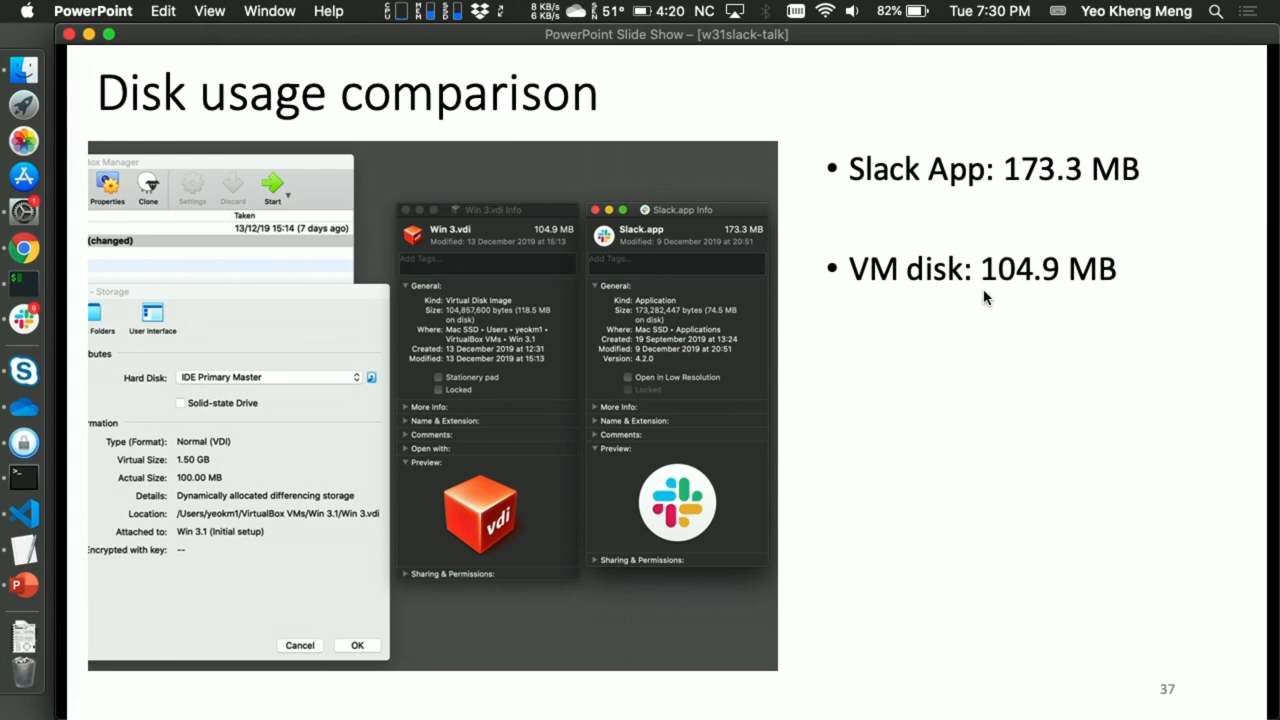 PowerPoint Edit View Window Help 8 KB/s 6 KB/s 51° 4:20 NC 82% Tue 7:30 PM Yeo Kheng Meng
PowerPoint Slide Show – [w31slack-talk]
Disk usage comparison
• Slack App: 173.3 MB
• VM disk: 104.9 MB
Box Manager
Properties Clone Settings Discard Start
Taken
13/12/19 15:14 (7 days ago)
(changed)
- Storage
Folders User Interface
Hard Disk: IDE Primary Master
Solid-state Drive
Type (Format): Normal (VDI)
Virtual Size: 1.50 GB
Actual Size: 100.00 MB
Details: Dynamically allocated differencing storage
Location: /Users/yeokm1/VirtualBox VMs/Win 3.1/Win 3.vdi
Attached to: Win 3.1 (Initial setup)
Encrypted with key: --
Cancel OK
Win 3.vdi Info
Win 3.vdi 104.9 MB
Modified: 13 December 2019 at 15:13
Add Tags...
General:
Kind: Virtual Disk Image
Size: 104,857,600 bytes (118.5 MB
on disk)
Where: Mac SSD • Users • yeokm1 •
VirtualBox VMs • Win 3.1
Created: 13 December 2019 at 12:31
Modified: 13 December 2019 at 15:13
Stationery pad
Locked
More Info:
Name & Extension:
Comments:
Open with:
Preview:
vdi
Sharing & Permissions:
Slack.app Info
Slack.app 173.3 MB
Modified: 9 December 2019 at 20:51
Add Tags...
General:
Kind: Application
Size: 173,282,447 bytes (74.5 MB
on disk)
Where: Mac SSD • Applications
Created: 19 September 2019 at 13:24
Modified: 9 December 2019 at 20:51
Version: 4.2.0
Open in Low Resolution
Locked
More Info:
Name & Extension:
Comments:
Preview:
Sharing & Permissions:
37